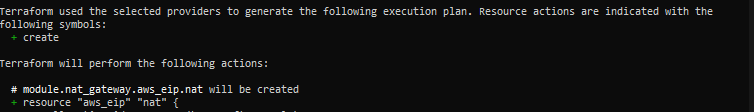 Terraform used the selected providers to generate the following execution plan. Resource actions are indicated with the
following symbols:
+ create
Terraform will perform the following actions:
# module.nat_gateway.aws_eip.nat will be created
+ resource "aws_eip" "nat" {